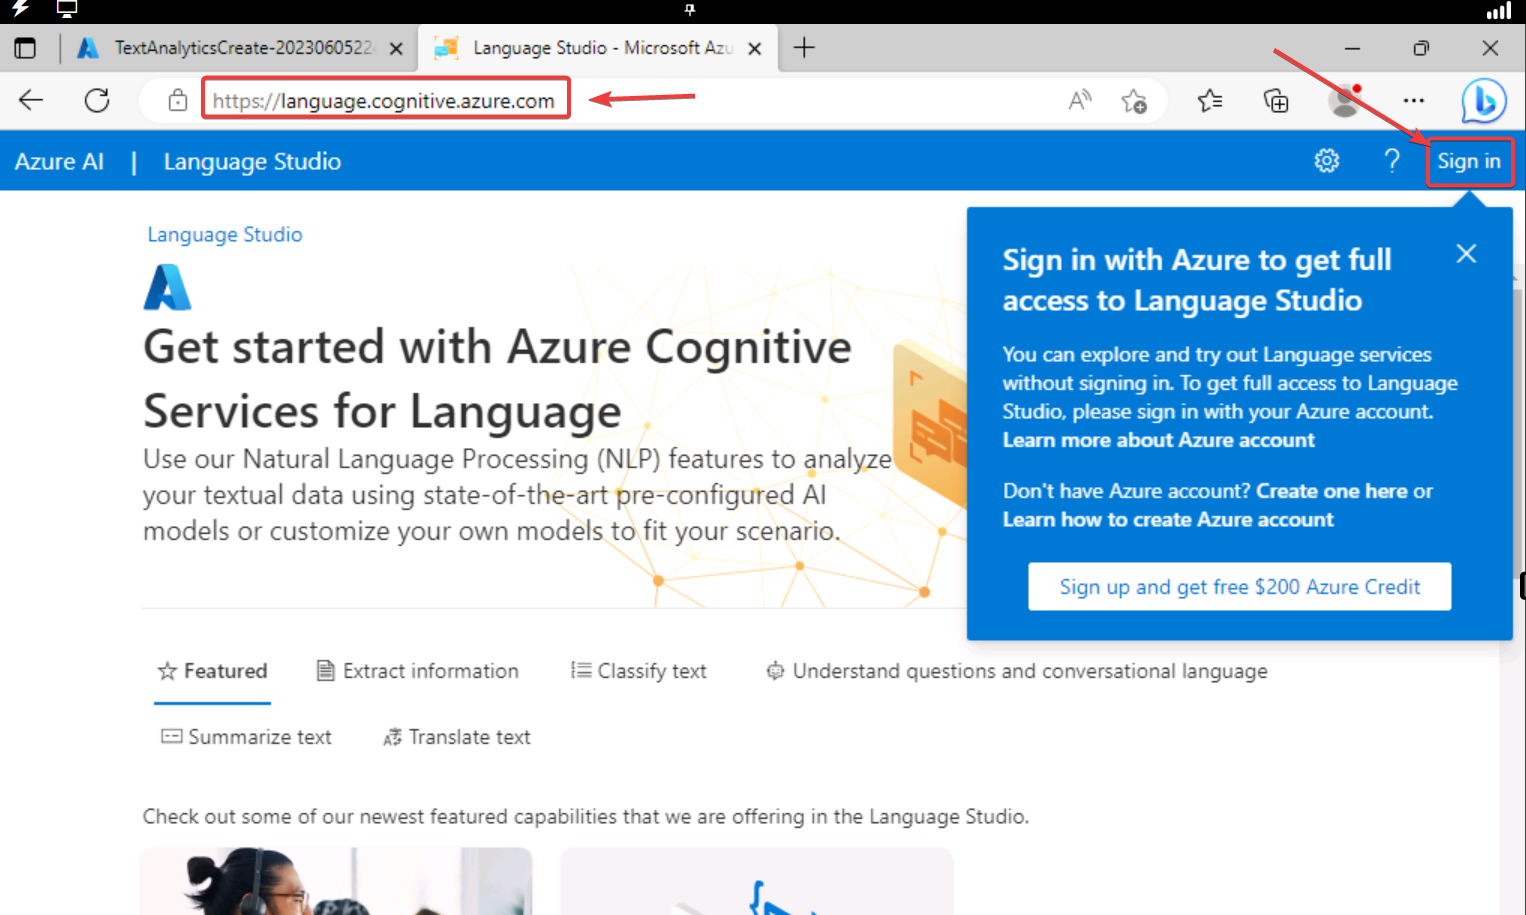 TextAnalyticsCreate-2023060522
Language Studio - Microsoft Azu
https://language.cognitive.azure.com
Azure AI | Language Studio
?
Sign in
Language Studio
Get started with Azure Cognitive
Services for Language
Use our Natural Language Processing (NLP) features to analyze
your textual data using state-of-the-art pre-configured AI
models or customize your own models to fit your scenario.
Sign in with Azure to get full
access to Language Studio
You can explore and try out Language services
without signing in. To get full access to Language
Studio, please sign in with your Azure account.
Learn more about Azure account
Don't have Azure account? Create one here or
Learn how to create Azure account
Sign up and get free $200 Azure Credit
Featured
Extract information
Classify text
Understand questions and conversational language
Summarize text
Translate text
Check out some of our newest featured capabilities that we are offering in the Language Studio.